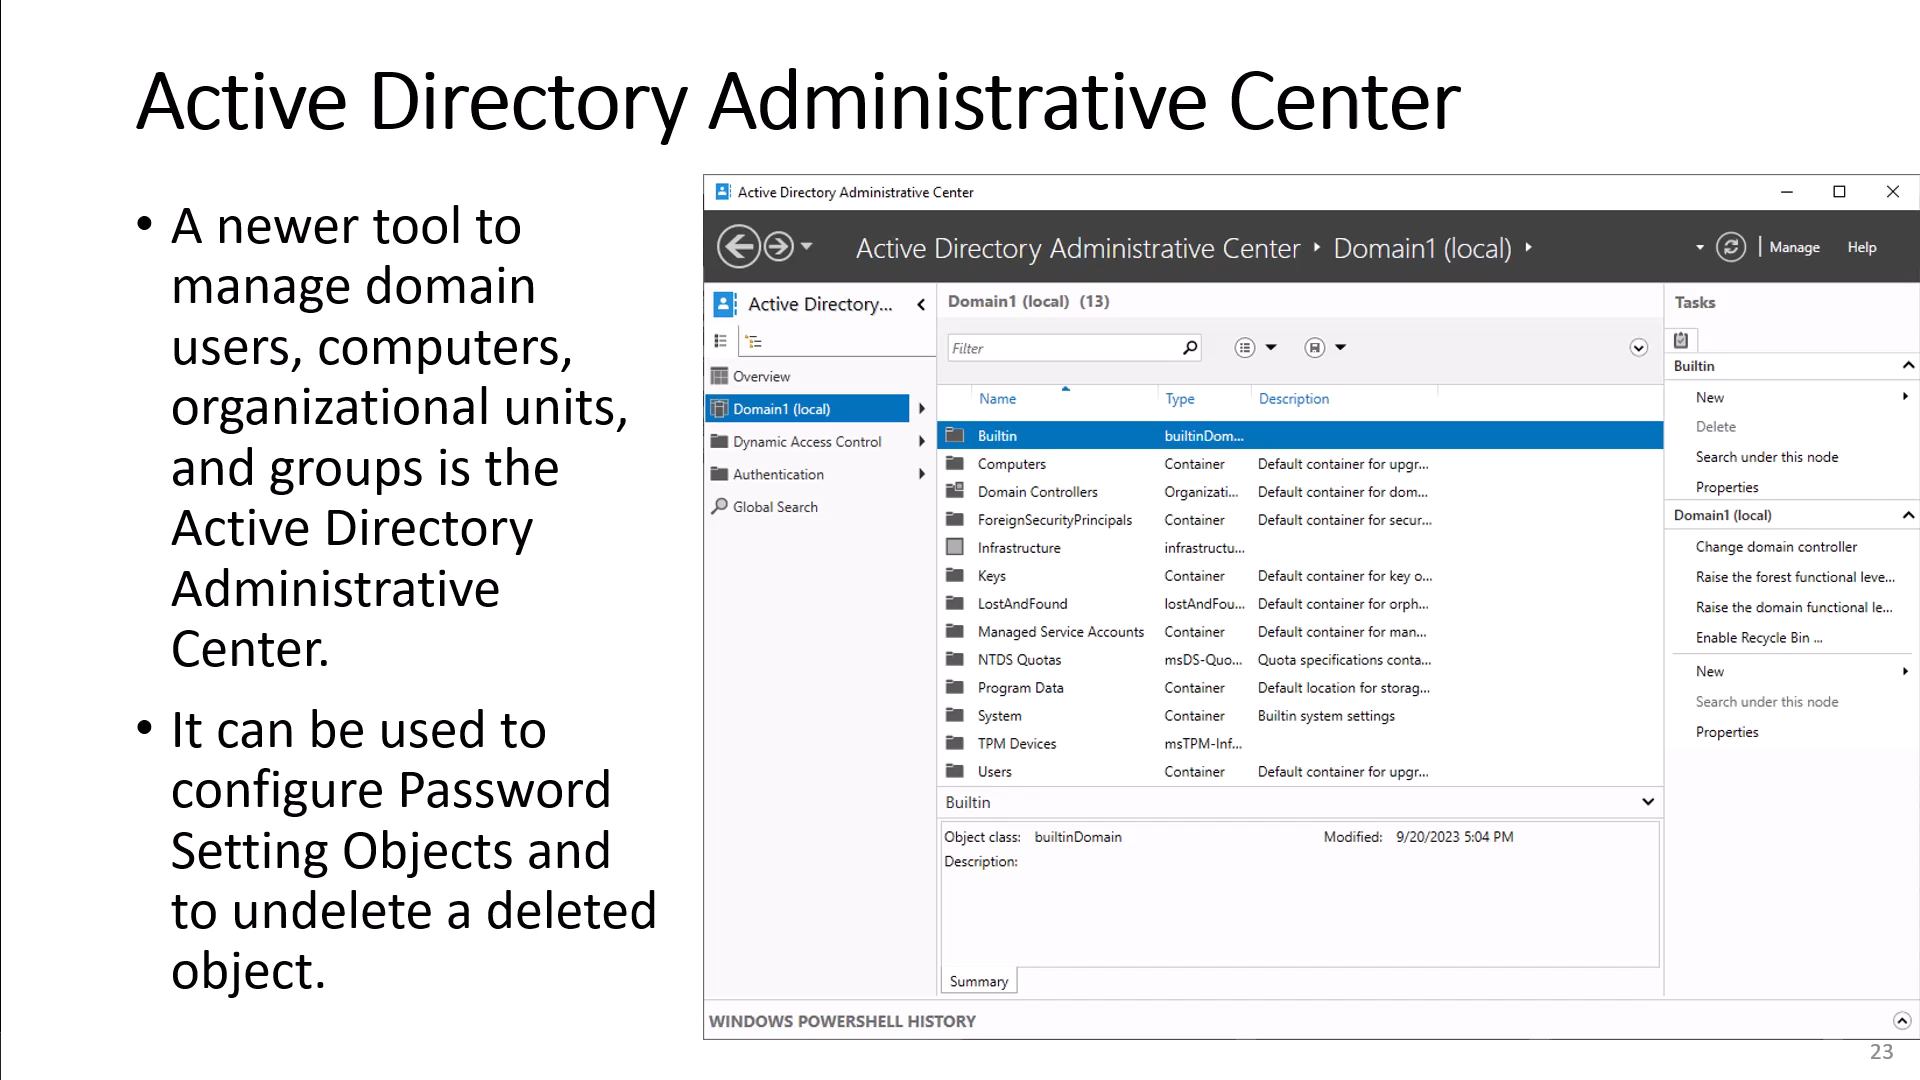 Active Directory Administrative Center
• A newer tool to
manage domain
users, computers,
organizational units,
and groups is the
Active Directory
Administrative
Center.
• It can be used to
configure Password
Setting Objects and
to undelete a deleted
object.
Active Directory Administrative Center
Active Directory Administrative Center Domain1 (local)
Manage Help
Active Directory...
Overview
Domain1 (local)
Dynamic Access Control
Authentication
Global Search
Domain1 (local) (13)
Filter
Name Type Description
Builtin builtinDom...
Computers Container Default container for upgr...
Domain Controllers Organizati... Default container for dom...
ForeignSecurityPrincipals Container Default container for secur...
Infrastructure infrastructu...
Keys Container Default container for key o...
LostAndFound lostAndFou... Default container for orph...
Managed Service Accounts Container Default container for man...
NTDS Quotas msDS-Quo... Quota specifications conta...
Program Data Container Default location for storag...
System Container Builtin system settings
TPM Devices msTPM-Inf...
Users Container Default container for upgr...
Builtin
Object class: builtinDomain Modified: 9/20/2023 5:04 PM
Description:
Summary
Tasks
Builtin
New
Delete
Search under this node
Properties
Domain1 (local)
Change domain controller
Raise the forest functional leve...
Raise the domain functional le...
Enable Recycle Bin ...
New
Search under this node
Properties
WINDOWS POWERSHELL HISTORY
23